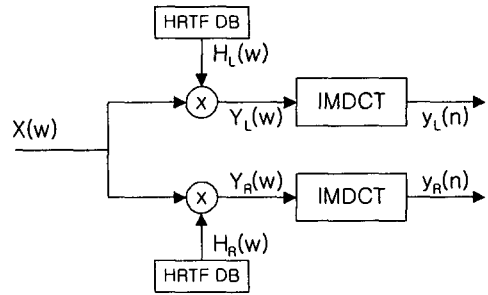 HRTF DB
H_L(w)
X(w)
Y_L(w)
IMDCT
y_L(n)
Y_R(w)
IMDCT
y_R(n)
H_R(w)
HRTF DB
X
X